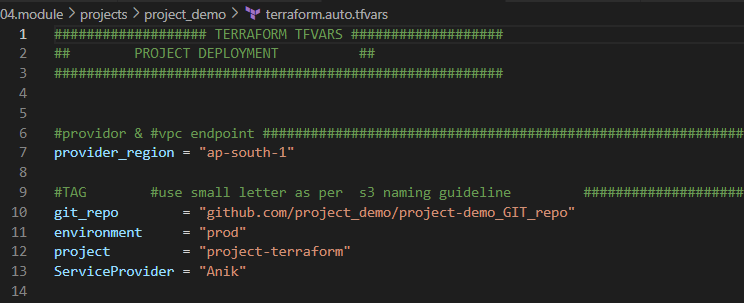 04.module > projects > project_demo > terraform.auto.tfvars
1 ################### TERRAFORM TFVARS ###################
2 ##        PROJECT DEPLOYMENT          ##
3 ########################################################
4
5
6 #providor & #vpc endpoint ############################################################
7 provider_region = "ap-south-1"
8
9 #TAG       #use small letter as per  s3 naming guideline         ####################
10 git_repo        = "github.com/project_demo/project-demo_GIT_repo"
11 environment     = "prod"
12 project         = "project-terraform"
13 ServiceProvider = "Anik"
14